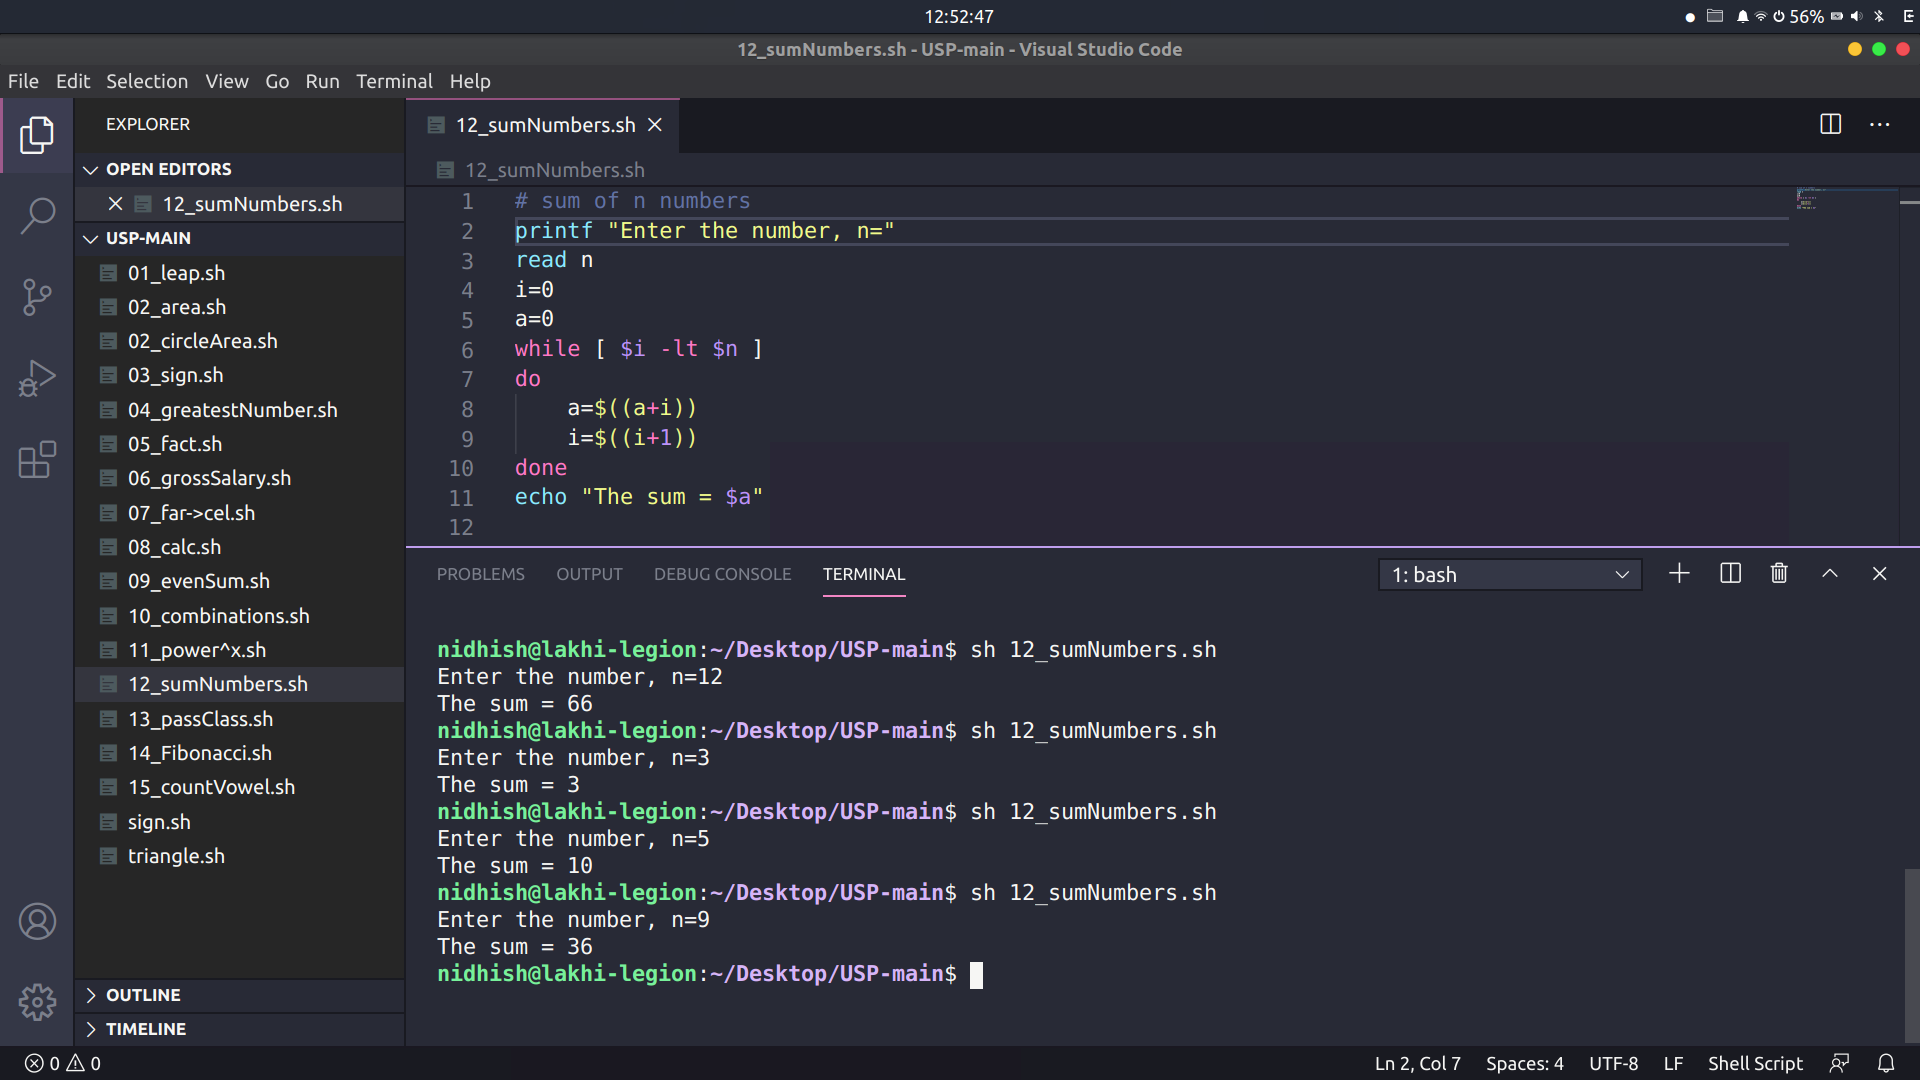 12:52:47
56%
12_sumNumbers.sh - USP-main - Visual Studio Code
File Edit Selection View Go Run Terminal Help
EXPLORER
OPEN EDITORS
12_sumNumbers.sh
USP-MAIN
01_leap.sh
02_area.sh
02_circleArea.sh
03_sign.sh
04_greatestNumber.sh
05_fact.sh
06_grossSalary.sh
07_far->cel.sh
08_calc.sh
09_evenSum.sh
10_combinations.sh
11_power^x.sh
12_sumNumbers.sh
13_passClass.sh
14_Fibonacci.sh
15_countVowel.sh
sign.sh
triangle.sh
OUTLINE
TIMELINE
12_sumNumbers.sh
12_sumNumbers.sh
1 # sum of n numbers
2 printf "Enter the number, n="
3 read n
4 i=0
5 a=0
6 while [ $i -lt $n ]
7 do
8     a=$((a+i))
9     i=$((i+1))
10 done
11 echo "The sum = $a"
12
PROBLEMS OUTPUT DEBUG CONSOLE TERMINAL 1: bash
nidhish@lakhi-legion:~/Desktop/USP-main$ sh 12_sumNumbers.sh
Enter the number, n=12
The sum = 66
nidhish@lakhi-legion:~/Desktop/USP-main$ sh 12_sumNumbers.sh
Enter the number, n=3
The sum = 3
nidhish@lakhi-legion:~/Desktop/USP-main$ sh 12_sumNumbers.sh
Enter the number, n=5
The sum = 10
nidhish@lakhi-legion:~/Desktop/USP-main$ sh 12_sumNumbers.sh
Enter the number, n=9
The sum = 36
nidhish@lakhi-legion:~/Desktop/USP-main$
0 0 Ln 2, Col 7 Spaces: 4 UTF-8 LF Shell Script